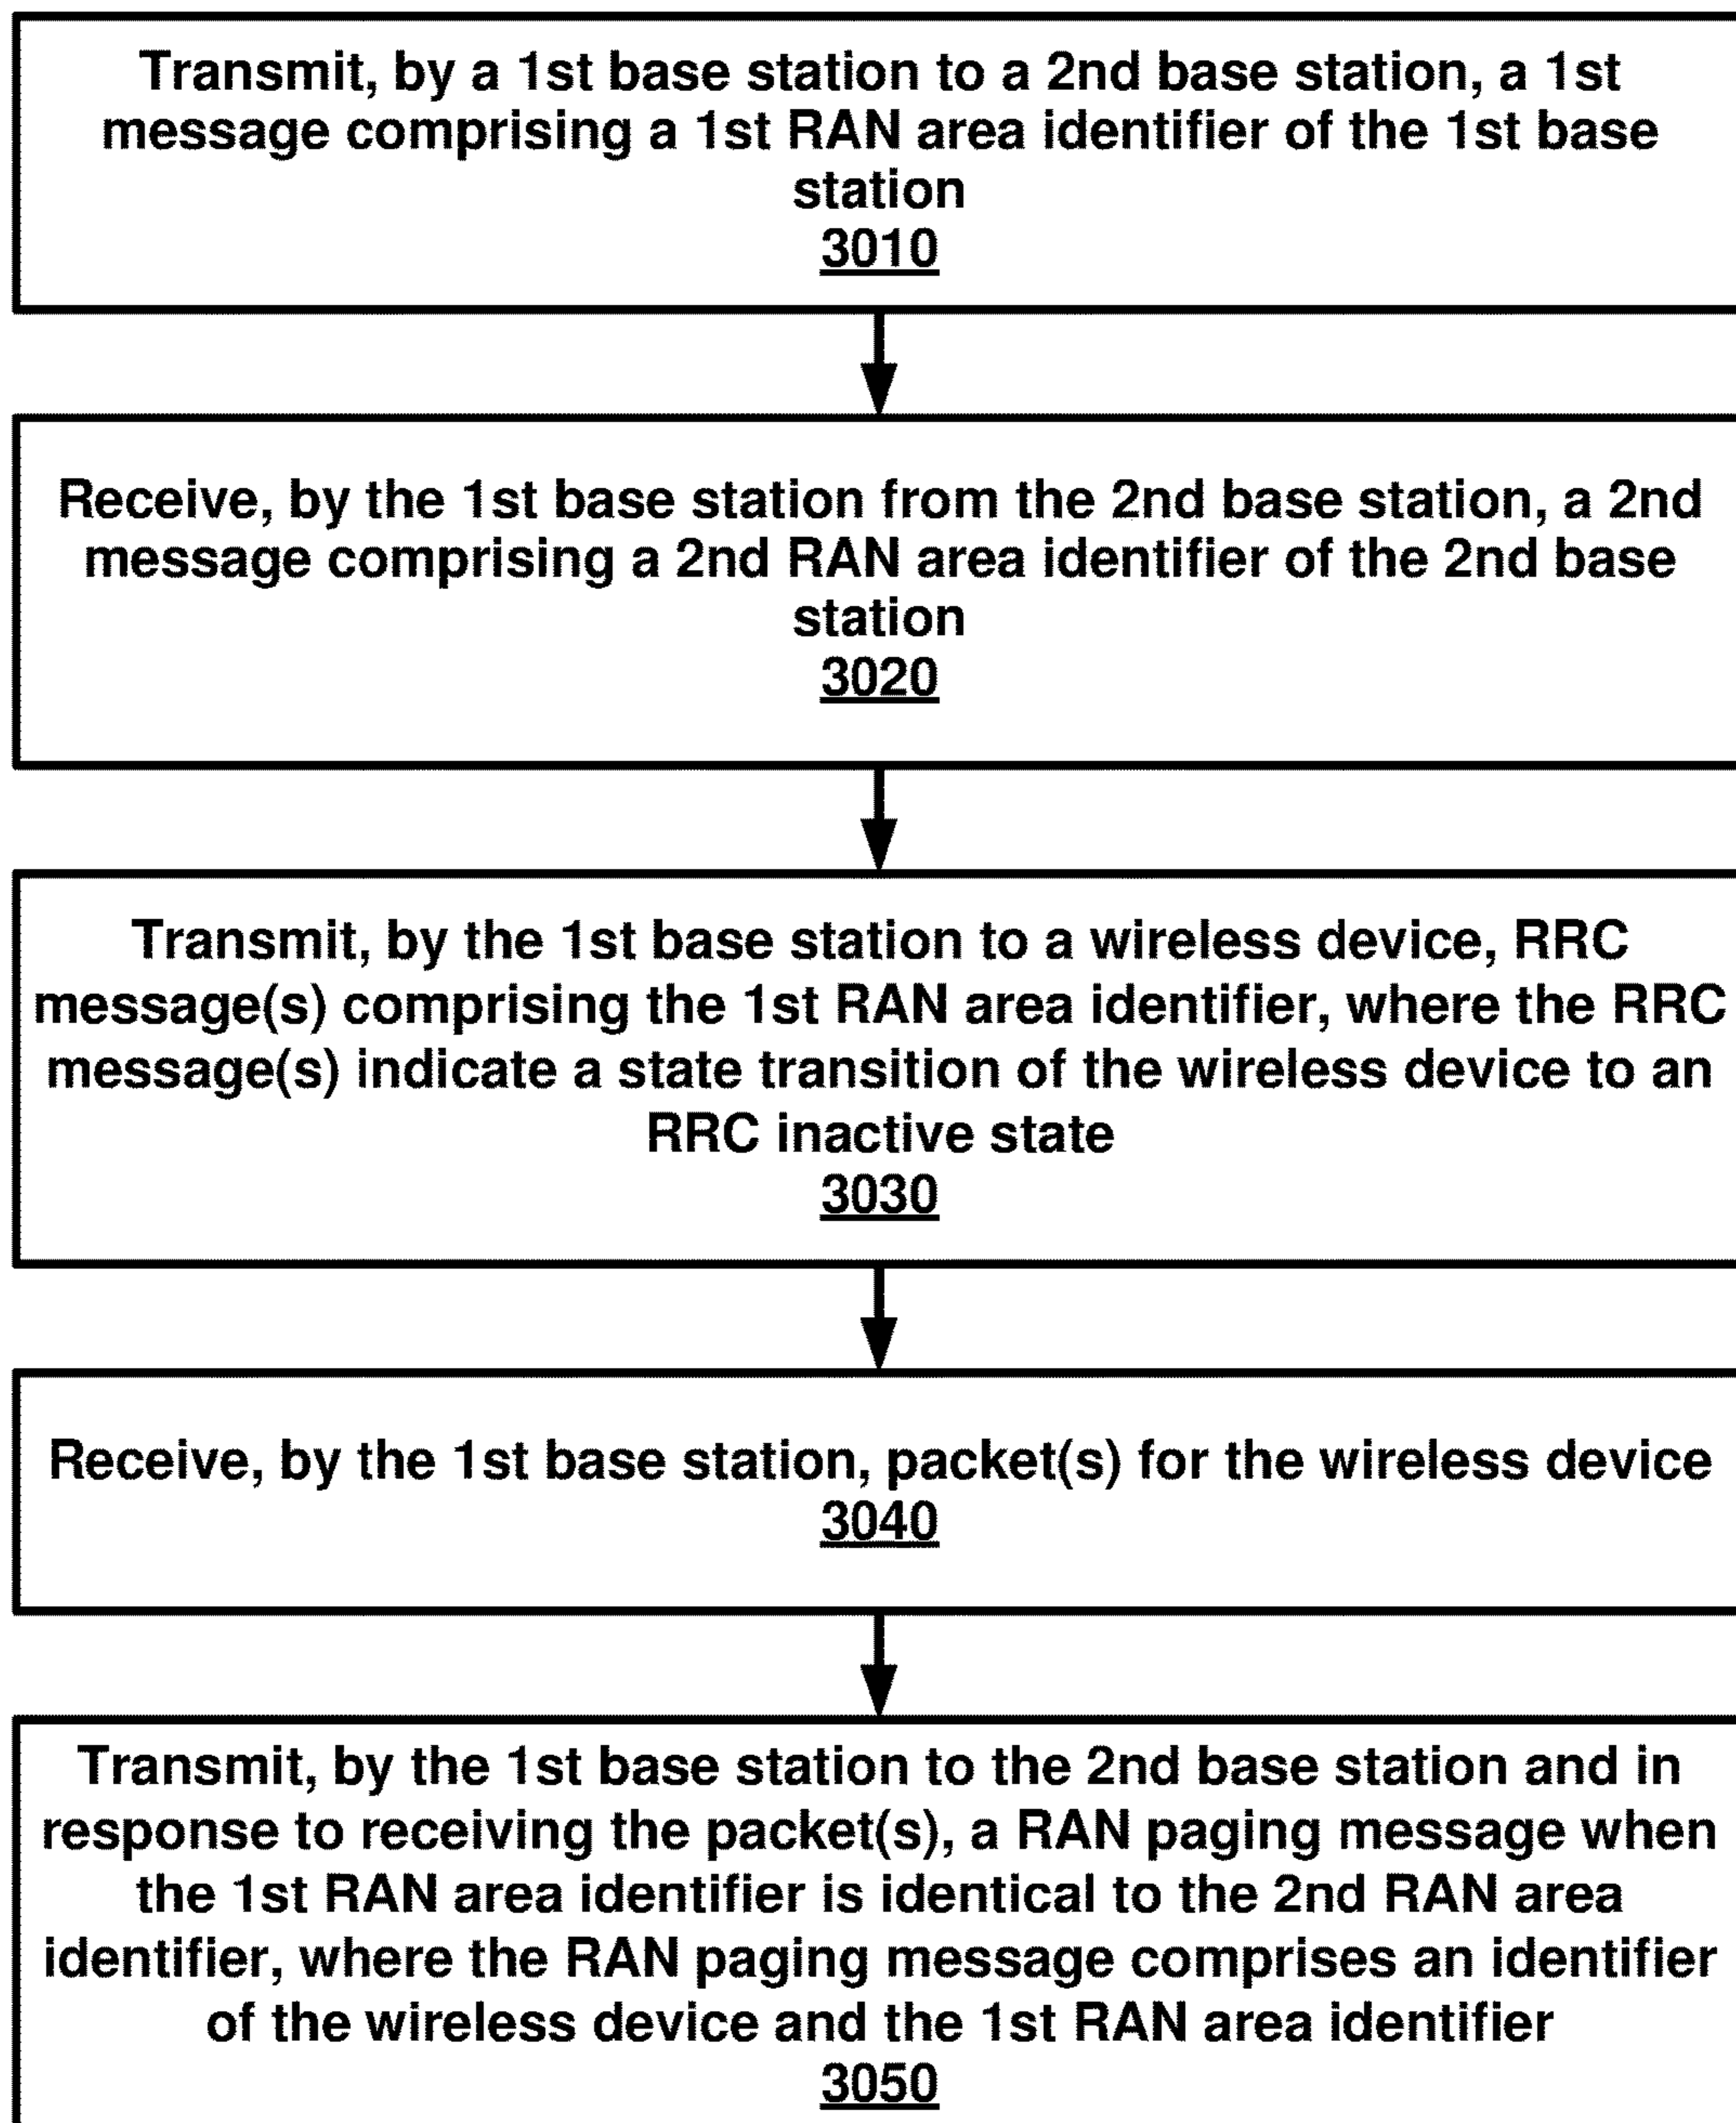 Transmit, by a 1st base station to a 2nd base station, a 1st
message comprising a 1st RAN area identifier of the 1st base
station
3010
Receive, by the 1st base station from the 2nd base station, a 2nd
message comprising a 2nd RAN area identifier of the 2nd base
station
3020
Transmit, by the 1st base station to a wireless device, RRC
message(s) comprising the 1st RAN area identifier, where the RRC
message(s) indicate a state transition of the wireless device to an
RRC inactive state
3030
Receive, by the 1st base station, packet(s) for the wireless device
3040
Transmit, by the 1st base station to the 2nd base station and in
response to receiving the packet(s), a RAN paging message when
the 1st RAN area identifier is identical to the 2nd RAN area
identifier, where the RAN paging message comprises an identifier
of the wireless device and the 1st RAN area identifier
3050